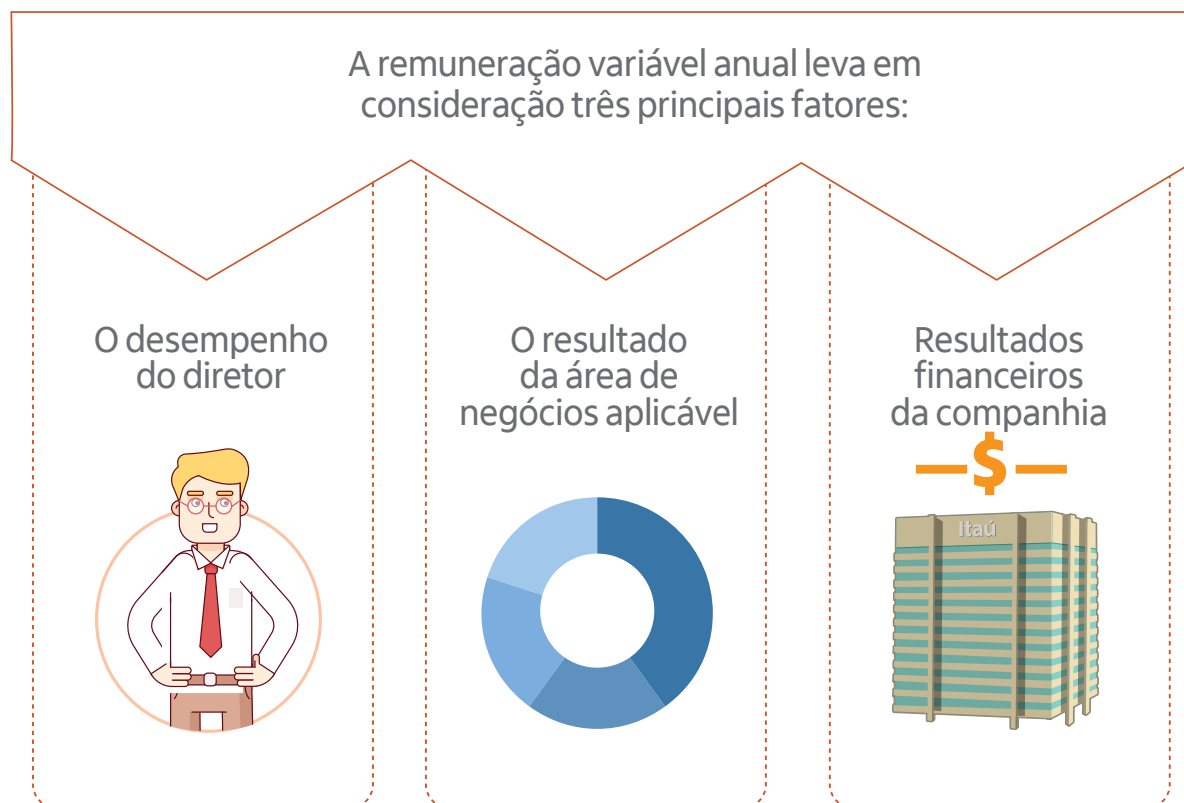 A remuneração variável anual leva em
consideração três principais fatores:
O desempenho
do diretor
O resultado
da área de
negócios aplicável
Resultados
financeiros
da companhia
$
Itaú